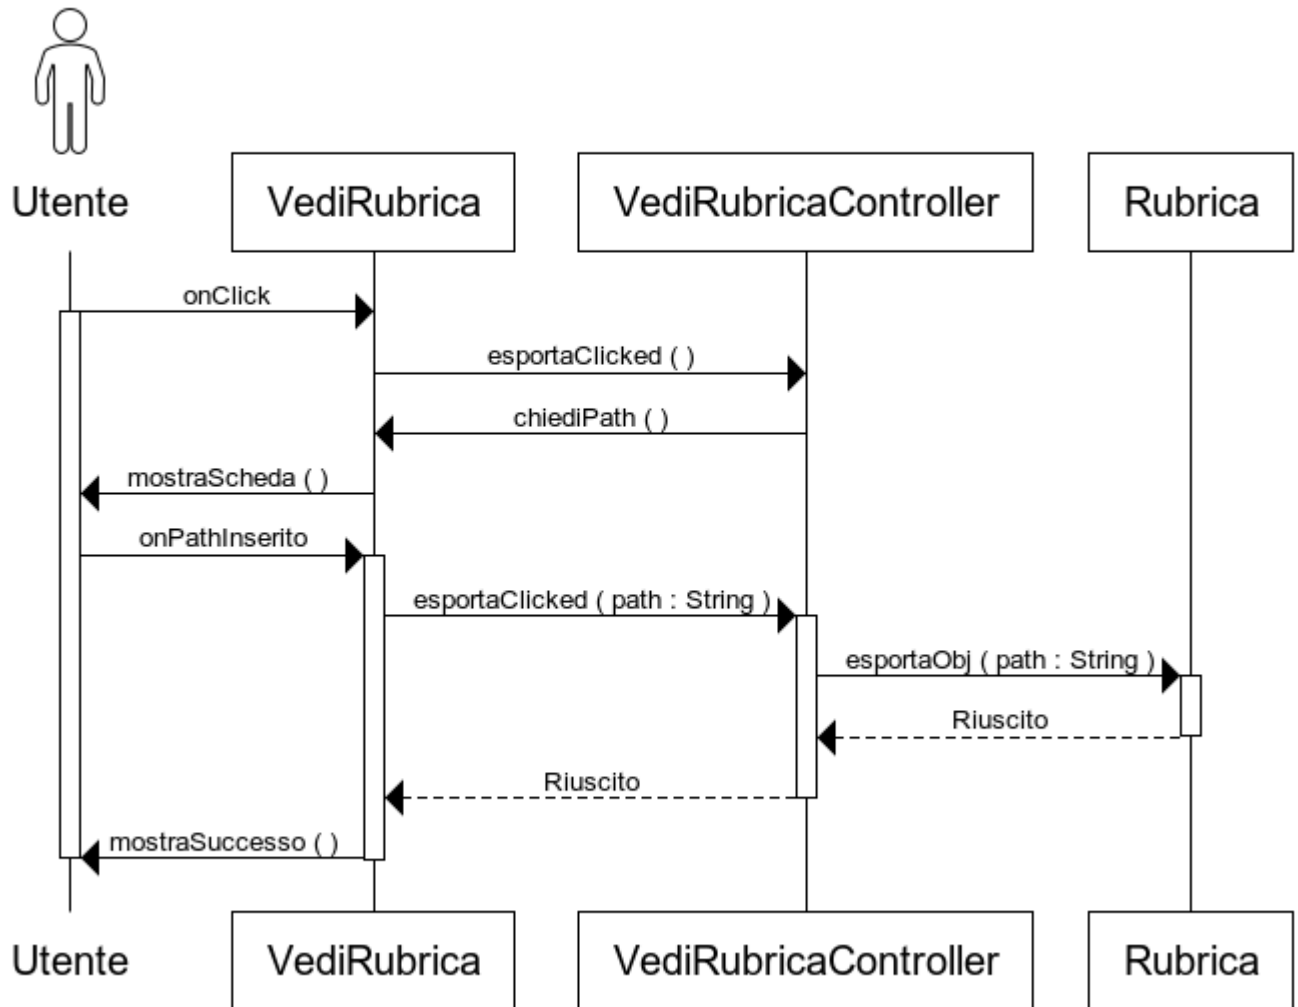 Utente
VediRubrica
VediRubricaController
Rubrica
onClick
esportaClicked ( )
chiediPath ( )
mostraScheda ( )
onPathInserito
esportaClicked ( path : String )
esportaObj ( path : String )
Riuscito
Riuscito
mostraSuccesso ( )
Utente
VediRubrica
VediRubricaController
Rubrica